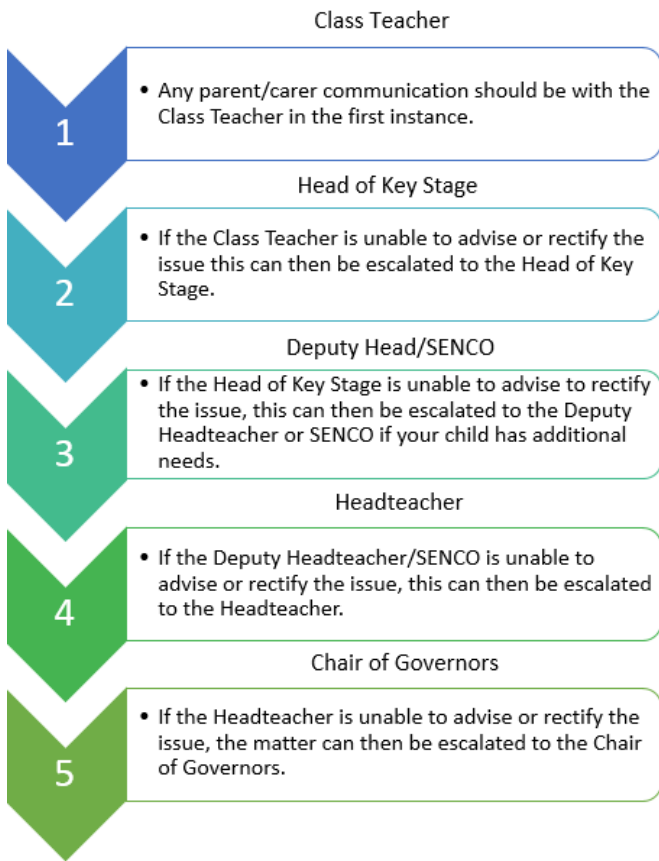 Class Teacher
1
• Any parent/carer communication should be with the
Class Teacher in the first instance.
Head of Key Stage
2
• If the Class Teacher is unable to advise or rectify the
issue this can then be escalated to the Head of Key
Stage.
Deputy Head/SENCO
3
• If the Head of Key Stage is unable to advise to rectify
the issue, this can then be escalated to the Deputy
Headteacher or SENCO if your child has additional
needs.
Headteacher
4
• If the Deputy Headteacher/SENCO is unable to
advise or rectify the issue, this can then be escalated
to the Headteacher.
Chair of Governors
5
• If the Headteacher is unable to advise or rectify the
issue, the matter can then be escalated to the Chair
of Governors.